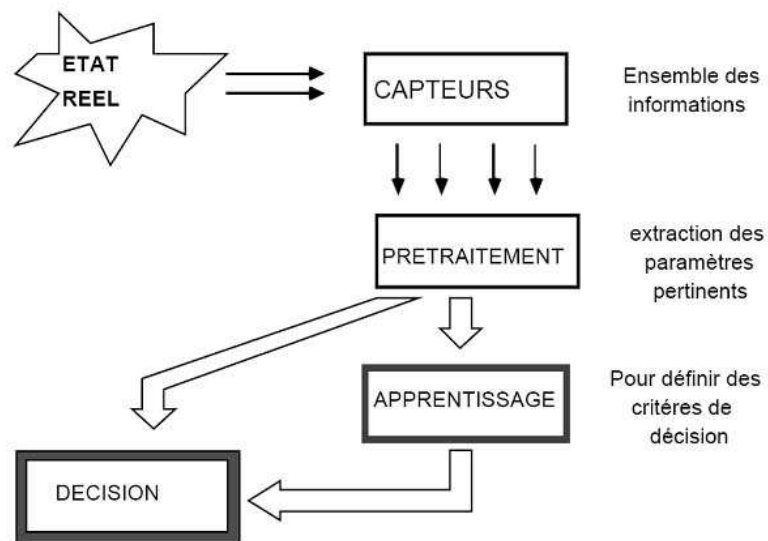 ETAT
REEL
CAPTEURS
Ensemble des
informations
PRETRAITEMENT
extraction des
paramètres
pertinents
APPRENTISSAGE
Pour définir des
critéres de
décision
DECISION